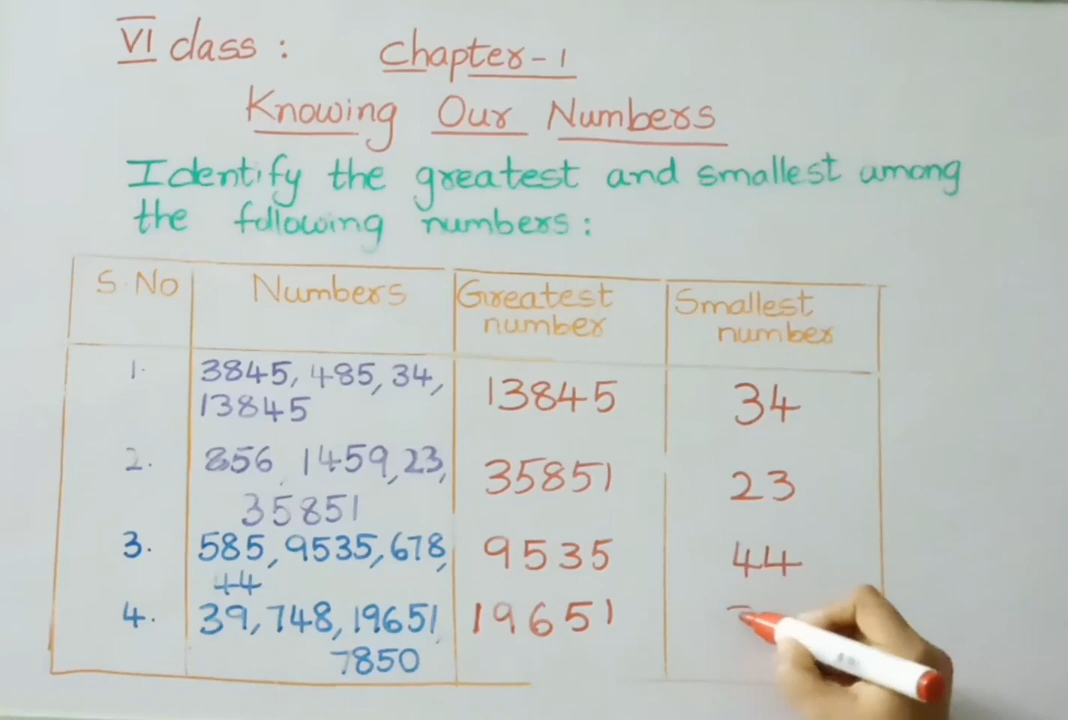 VI class : Chapter-1
Knowing Our Numbers
Identify the greatest and smallest among
the following numbers:
S.No Numbers Greatest number Smallest number
1. 3845, 485, 34, 13845 13845 34
2. 856, 1459, 23, 35851 35851 23
3. 585, 9535, 678, 44 9535 44
4. 39, 748, 19651 7850 19651